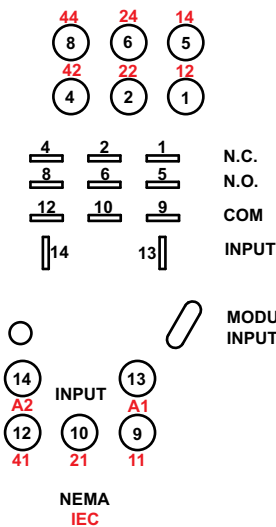 44 24 14
8 6 5
42 22 12
4 2 1
4 2 1 N.C.
8 6 5 N.O.
12 10 9 COM
14 13 INPUT
MODU
INPUT
14 INPUT 13
A2 A1
12 10 9
41 21 11
NEMA
IEC